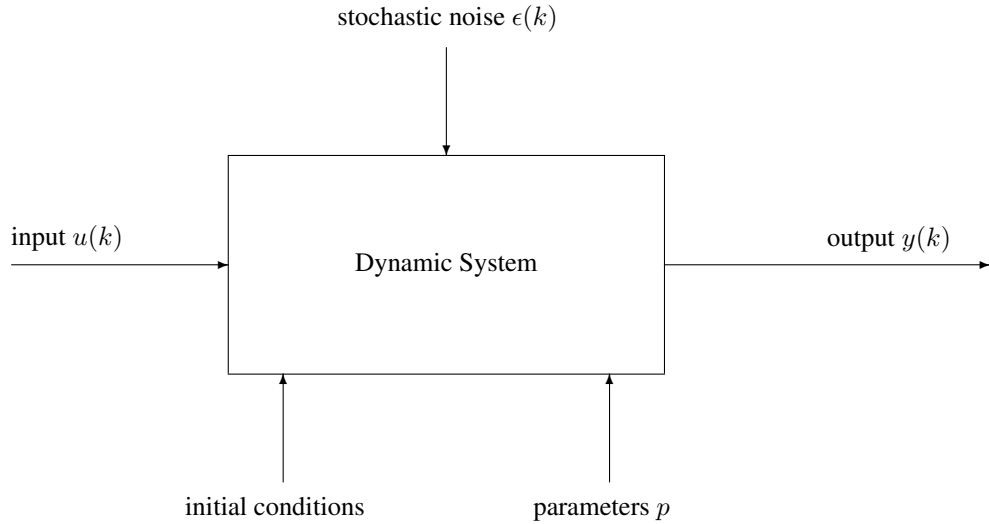 stochastic noise ϵ(k)
input u(k)
output y(k)
Dynamic System
initial conditions
parameters p